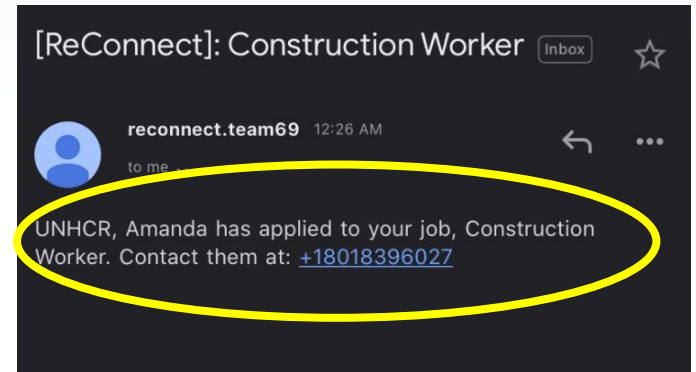 [ReConnect]: Construction Worker Inbox
reconnect.team69 12:26 AM
to me
UNHCR, Amanda has applied to your job, Construction
Worker. Contact them at: +18018396027